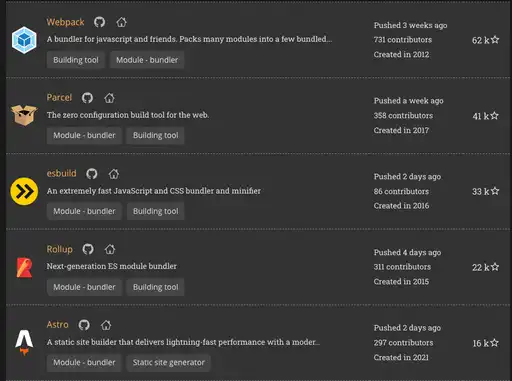 Webpack
A bundler for javascript and friends. Packs many modules into a few bundled...
Building tool Module - bundler
Pushed 3 weeks ago
731 contributors
Created in 2012
62 k
Parcel
The zero configuration build tool for the web.
Module - bundler Building tool
Pushed a week ago
358 contributors
Created in 2017
41 k
esbuild
An extremely fast JavaScript and CSS bundler and minifier
Module - bundler Building tool
Pushed 2 days ago
86 contributors
Created in 2016
33 k
Rollup
Next-generation ES module bundler
Module - bundler Building tool
Pushed 4 days ago
311 contributors
Created in 2015
22 k
Astro
A static site builder that delivers lightning-fast performance with a moder...
Module - bundler Static site generator
Pushed 2 days ago
297 contributors
Created in 2021
16 k